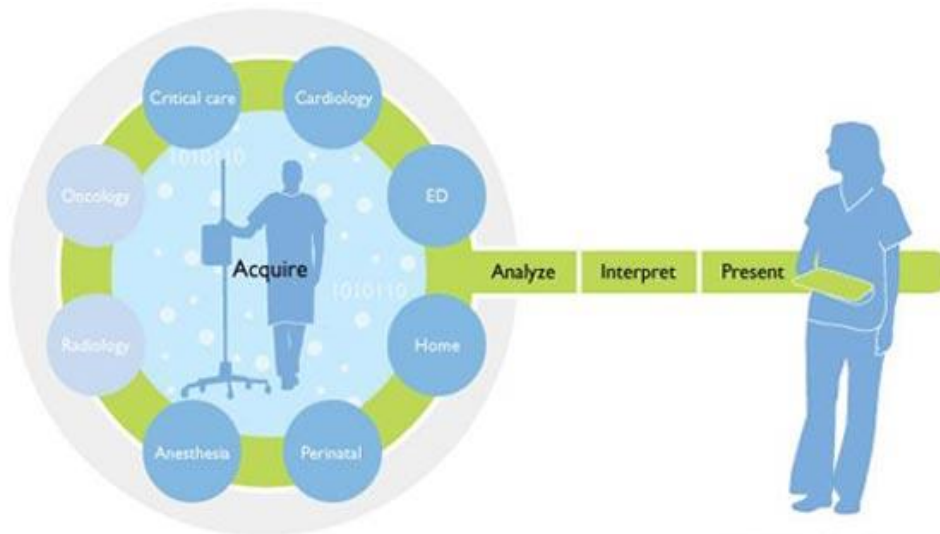 Critical care
Cardiology
1010110
Oncology
ED
Acquire
Analyze
Interpret
Present
1010110
Radiology
Home
Anesthesia
Perinatal